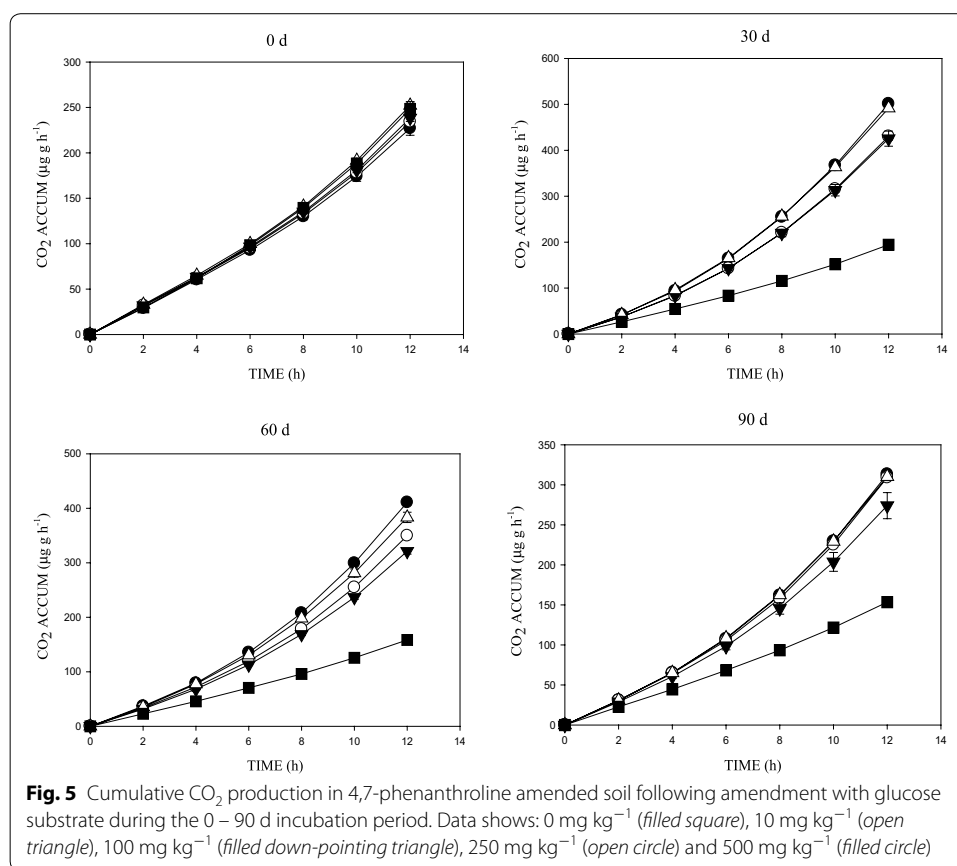 0 d
300
250
200
150
100
50
0
CO2 ACCUM (µg g h-1)
0 2 4 6 8 10 12 14
TIME (h)
30 d
600
500
400
300
200
100
0
CO2 ACCUM (µg g h-1)
0 2 4 6 8 10 12 14
TIME (h)
60 d
500
400
300
200
100
0
CO2 ACCUM (µg g h-1)
0 2 4 6 8 10 12 14
TIME (h)
90 d
350
300
250
200
150
100
50
0
CO2 ACCUM (µg g h-1)
0 2 4 6 8 10 12 14
TIME (h)
Fig. 5 Cumulative CO2 production in 4,7-phenanthroline amended soil following amendment with glucose
substrate during the 0 – 90 d incubation period. Data shows: 0 mg kg−1 (filled square), 10 mg kg−1 (open
triangle), 100 mg kg−1 (filled down-pointing triangle), 250 mg kg−1 (open circle) and 500 mg kg−1 (filled circle)